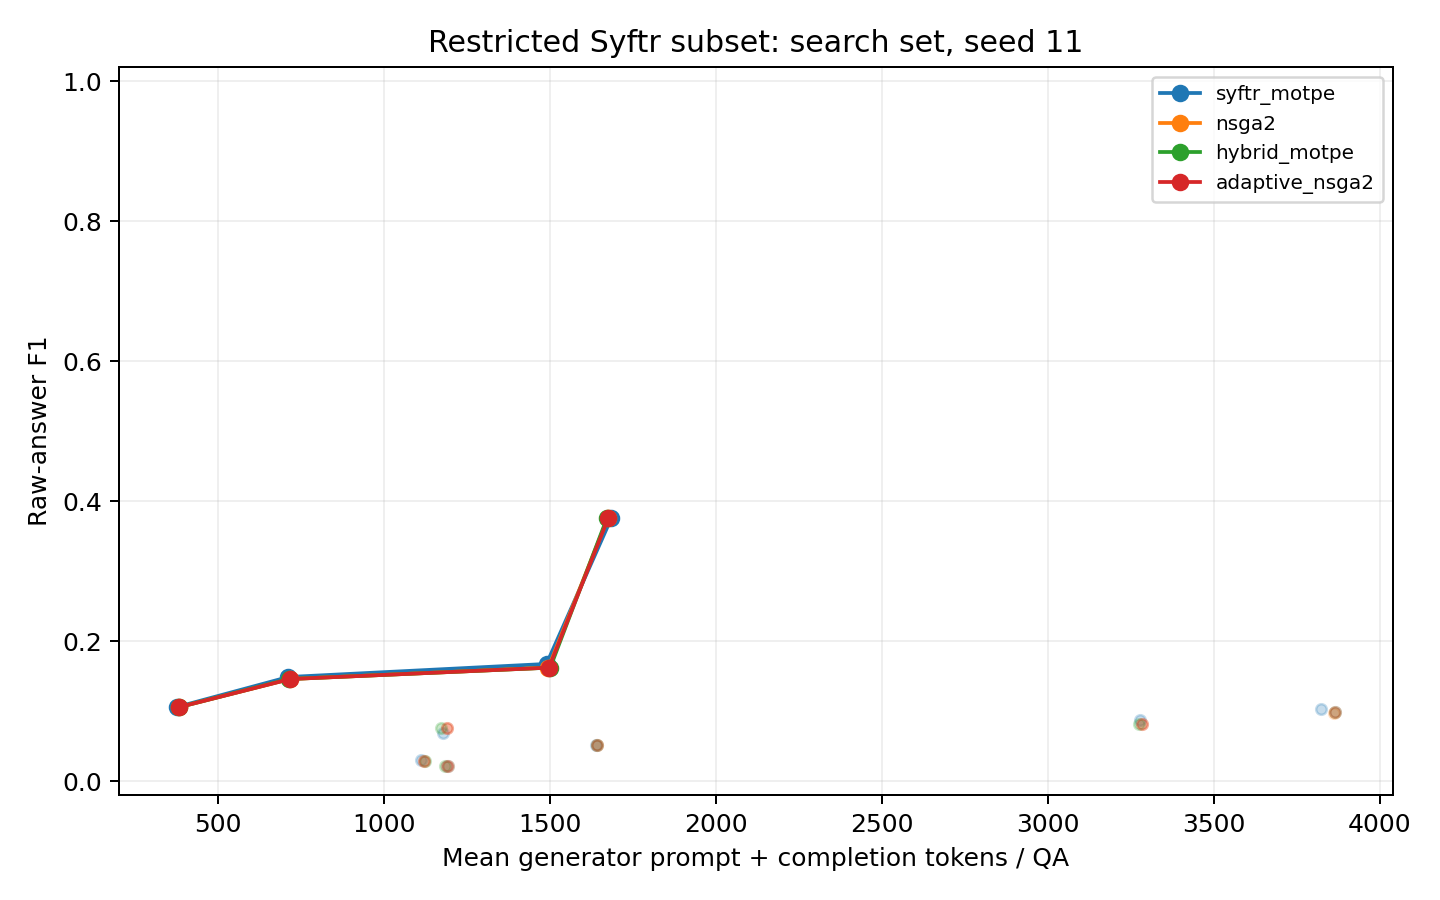 Restricted Syftr subset: search set, seed 11
1.0
0.8
0.6
0.4
0.2
0.0
Raw-answer F1
syftr_motpe
nsga2
hybrid_motpe
adaptive_nsga2
500 1000 1500 2000 2500 3000 3500 4000
Mean generator prompt + completion tokens / QA